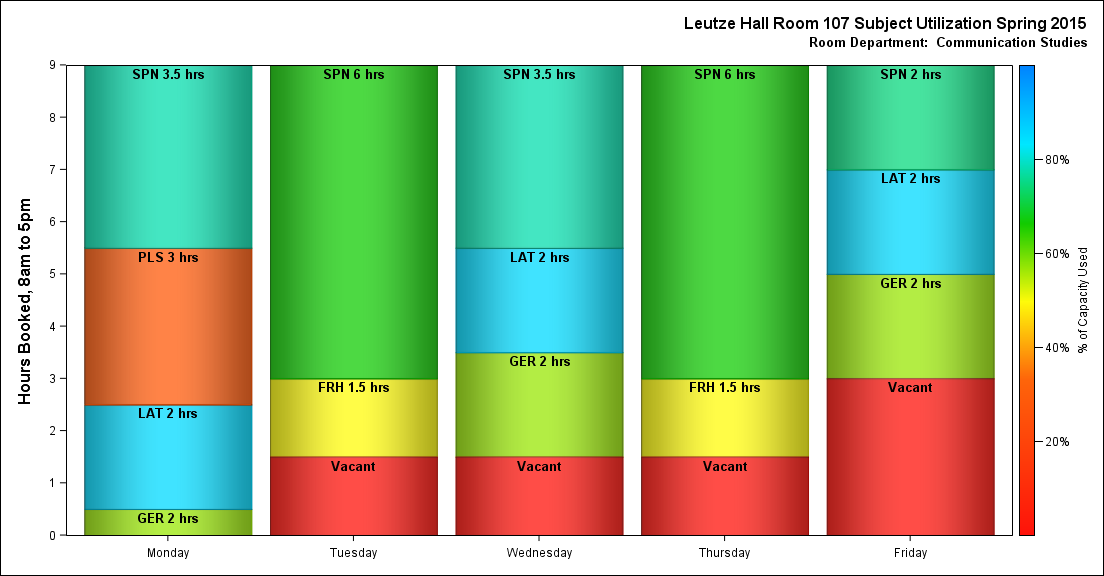 Leutze Hall Room 107 Subject Utilization Spring 2015
Room Department:  Communication Studies
Hours Booked, 8am to 5pm
9
8
7
6
5
4
3
2
1
0
SPN 3.5 hrs
PLS 3 hrs
LAT 2 hrs
GER 2 hrs
Monday
SPN 6 hrs
FRH 1.5 hrs
Vacant
Tuesday
SPN 3.5 hrs
LAT 2 hrs
GER 2 hrs
Vacant
Wednesday
SPN 6 hrs
FRH 1.5 hrs
Vacant
Thursday
SPN 2 hrs
LAT 2 hrs
GER 2 hrs
Vacant
Friday
80%
60%
40%
20%
% of Capacity Used